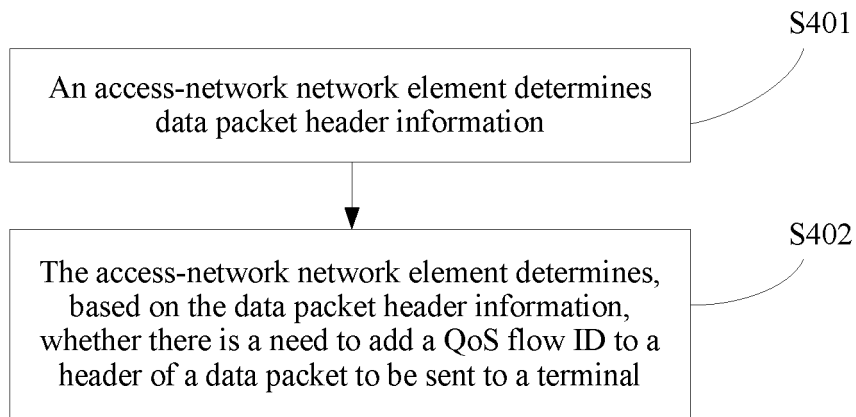 S401
An access-network network element determines
data packet header information
S402
The access-network network element determines,
based on the data packet header information,
whether there is a need to add a QoS flow ID to a
header of a data packet to be sent to a terminal